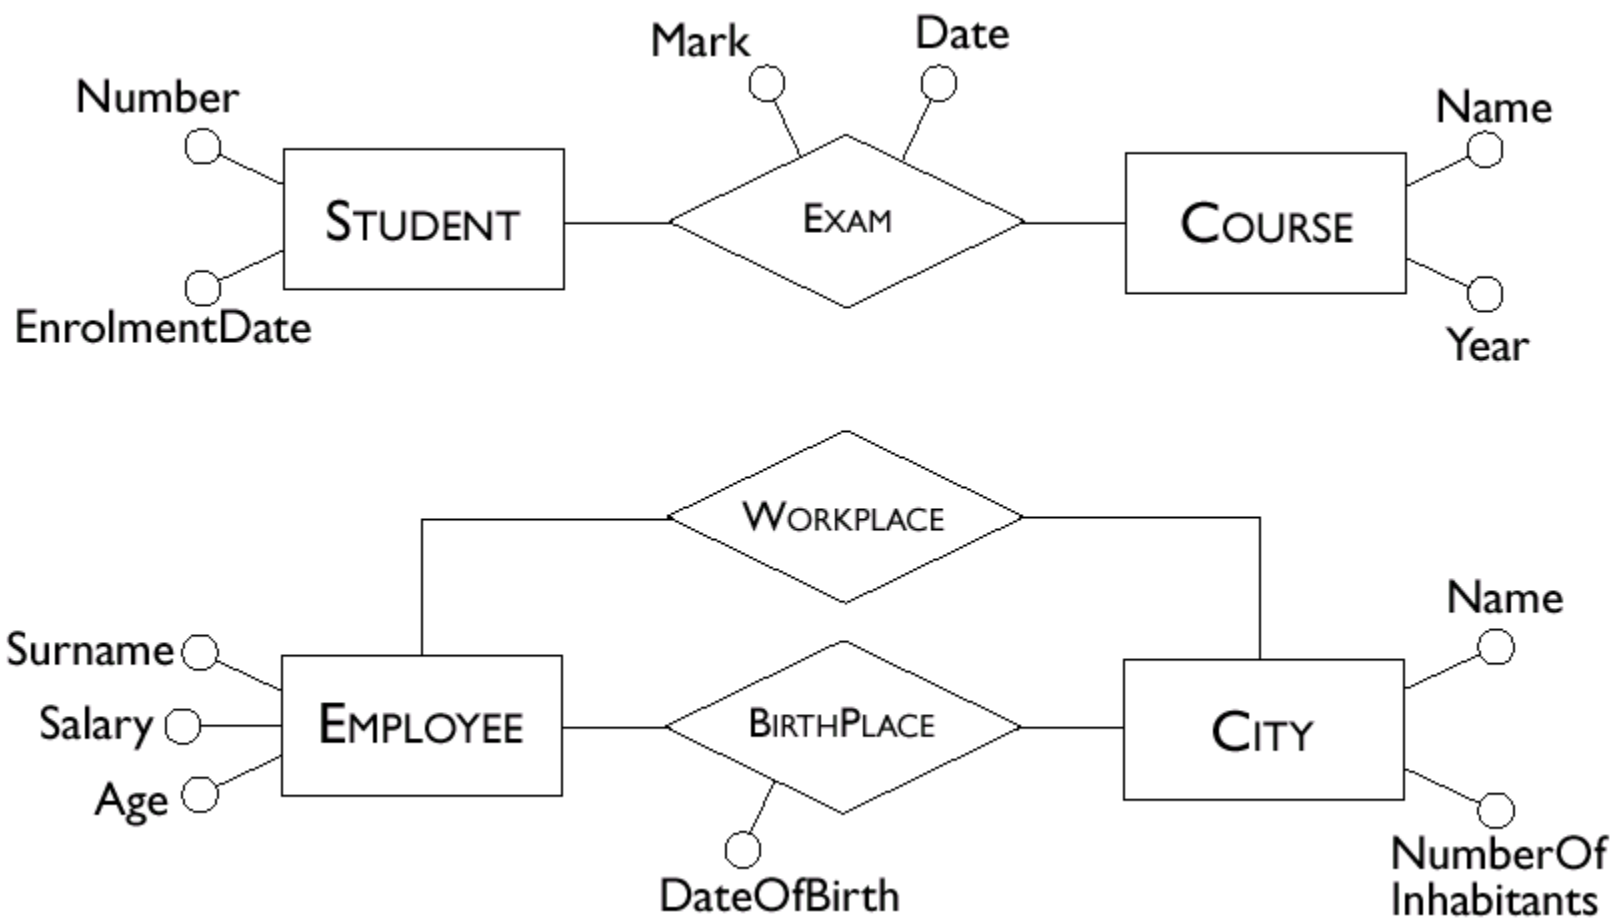 Mark
Date
Number
Name
STUDENT
EXAM
COURSE
EnrolmentDate
Year
WORKPLACE
Name
Surname
Salary
EMPLOYEE
BIRTHPLACE
CITY
Age
DateOfBirth
NumberOf
Inhabitants